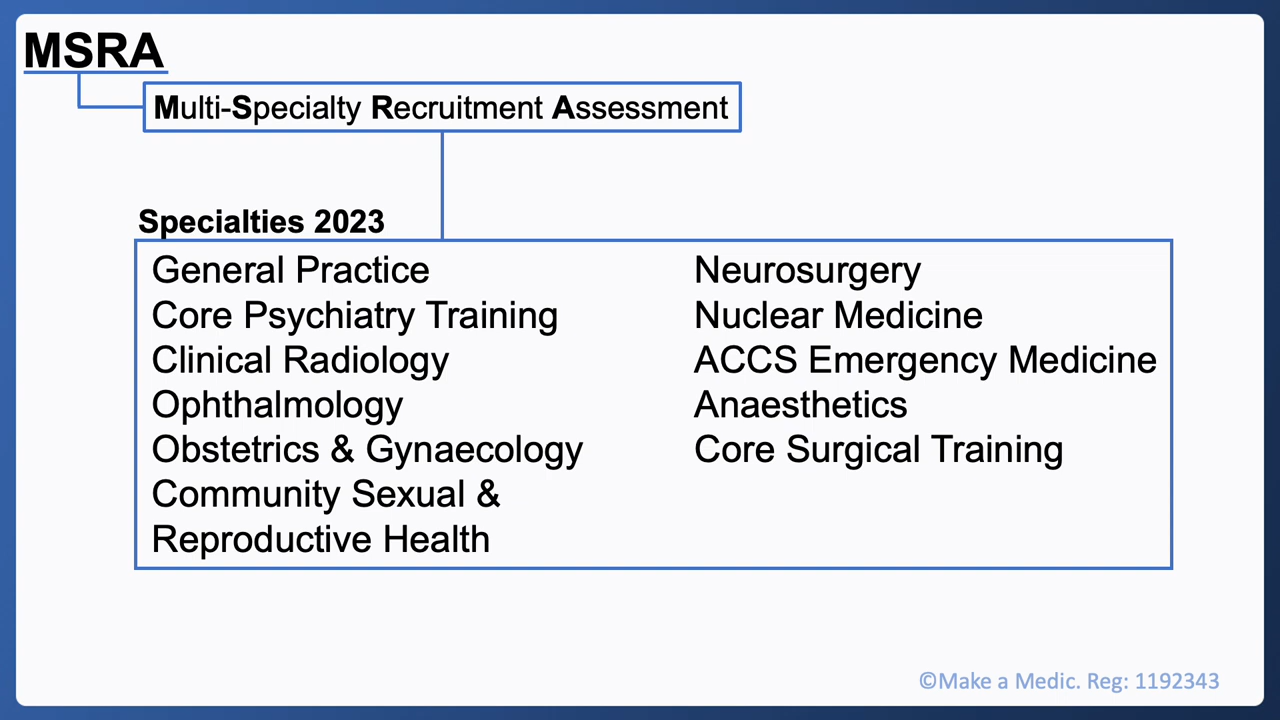 MSRA
Multi-Specialty Recruitment Assessment
Specialties 2023
General Practice
Core Psychiatry Training
Clinical Radiology
Ophthalmology
Obstetrics & Gynaecology
Community Sexual &
Reproductive Health
Neurosurgery
Nuclear Medicine
ACCS Emergency Medicine
Anaesthetics
Core Surgical Training
©Make a Medic. Reg: 1192343